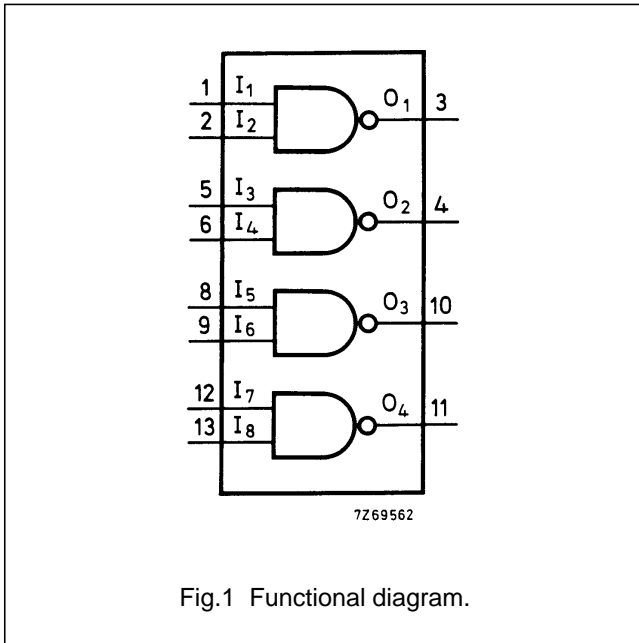 1 I1 O1 3
2 I2
5 I3 O2 4
6 I4
8 I5 O3 10
9 I6
12 I7 O4 11
13 I8
7Z69562
Fig.1 Functional diagram.